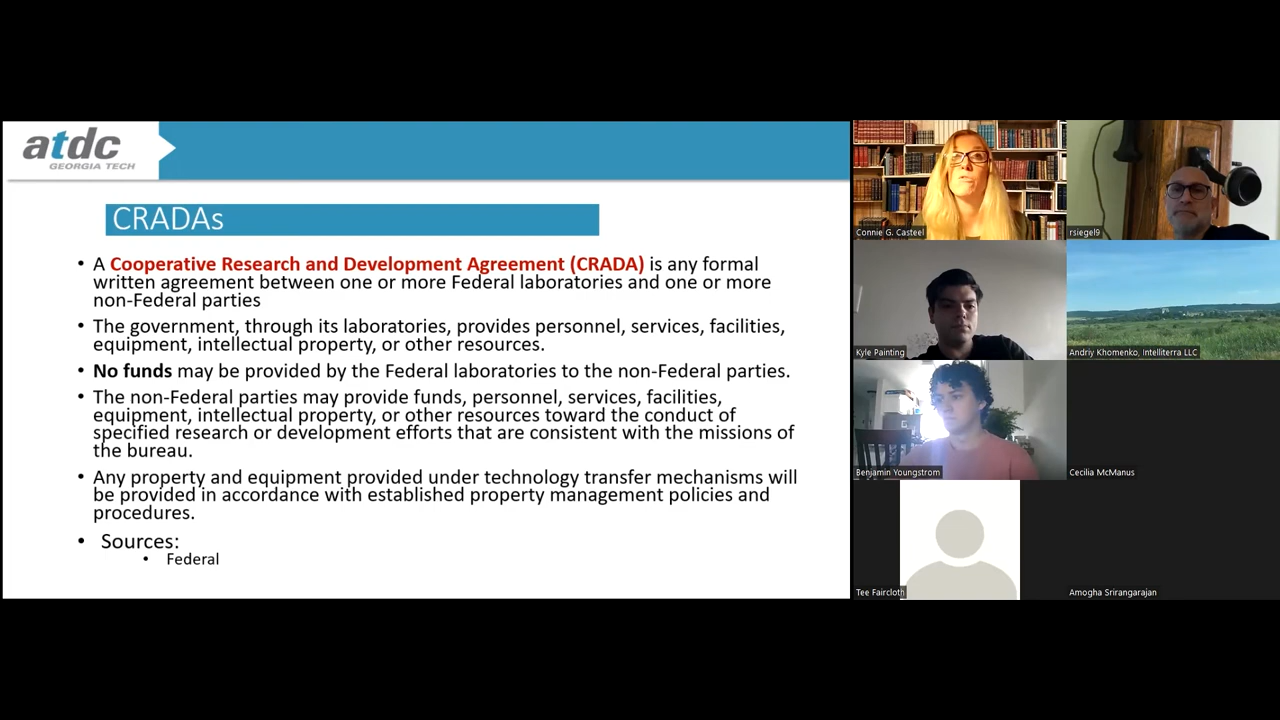 atdc
GEORGIA TECH
CRADAs
• A Cooperative Research and Development Agreement (CRADA) is any formal
written agreement between one or more Federal laboratories and one or more
non-Federal parties
• The government, through its laboratories, provides personnel, services, facilities,
equipment, intellectual property, or other resources.
• No funds may be provided by the Federal laboratories to the non-Federal parties.
• The non-Federal parties may provide funds, personnel, services, facilities,
equipment, intellectual property, or other resources toward the conduct of
specified research or development efforts that are consistent with the missions of
the bureau.
• Any property and equipment provided under technology transfer mechanisms will
be provided in accordance with established property management policies and
procedures.
• Sources:
• Federal
Connie G. Casteel
rsiegel9
Kyle Painting
Andriy Khomenko, Intelliterra LLC
Benjamin Youngstrom
Cecilia McManus
Tee Faircloth
Amogha Srirangarajan